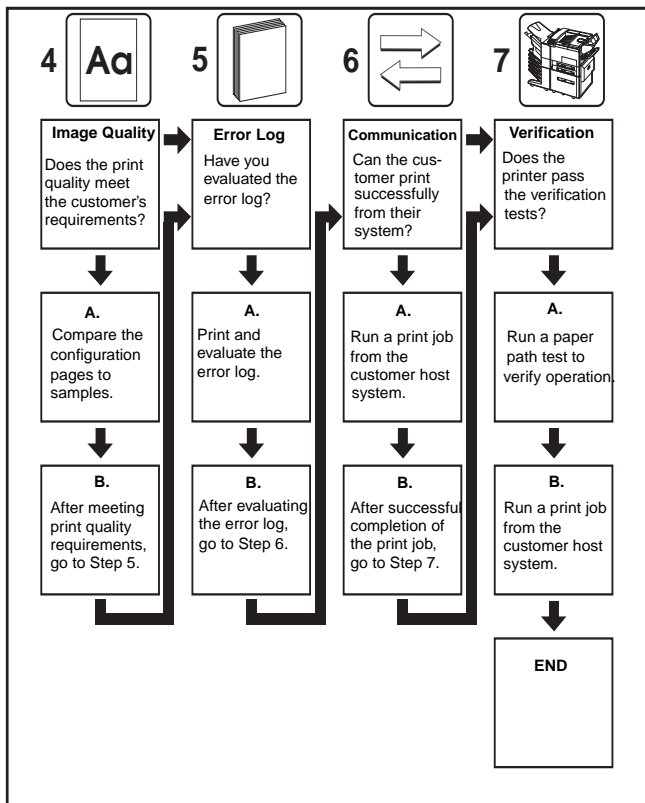 4
Aa
5
6
7
Image Quality
Does the print
quality meet
the customer's
requirements?
Error Log
Have you
evaluated the
error log?
Communication
Can the cus-
tomer print
successfully
from their
system?
Verification
Does the
printer pass
the verification
tests?
A.
Compare the
configuration
pages to
samples.
A.
Print and
evaluate the
error log.
A.
Run a print job
from the
customer host
system.
A.
Run a paper
path test to
verify operation.
B.
After meeting
print quality
requirements,
go to Step 5.
B.
After evaluating
the error log,
go to Step 6.
B.
After successful
completion of
the print job,
go to Step 7.
B.
Run a print job
from the
customer host
system.
END